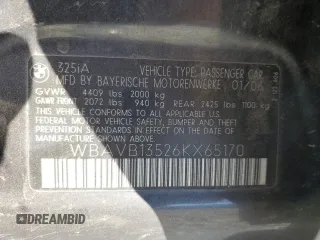 325iA VEHICLE TYPE: PASSENGER CAR
MFD BY BAYERISCHE MOTORENWERKE 01/06
GVWR 4409 lbs 2000 kg
GAWR FRONT 2072 lbs 940 kg REAR 2425 lbs 1100 kg
THIS VEHICLE CONFORMS TO ALL APPLICABLE FEDERAL MOTOR VEHICLE
SAFETY, BUMPER AND THEFT PREVENTION STANDARDS IN EFFECT ON THE DATE
OF MANUFACTURE SHOWN ABOVE.
WBAVB13526KX65170
DREAMBID